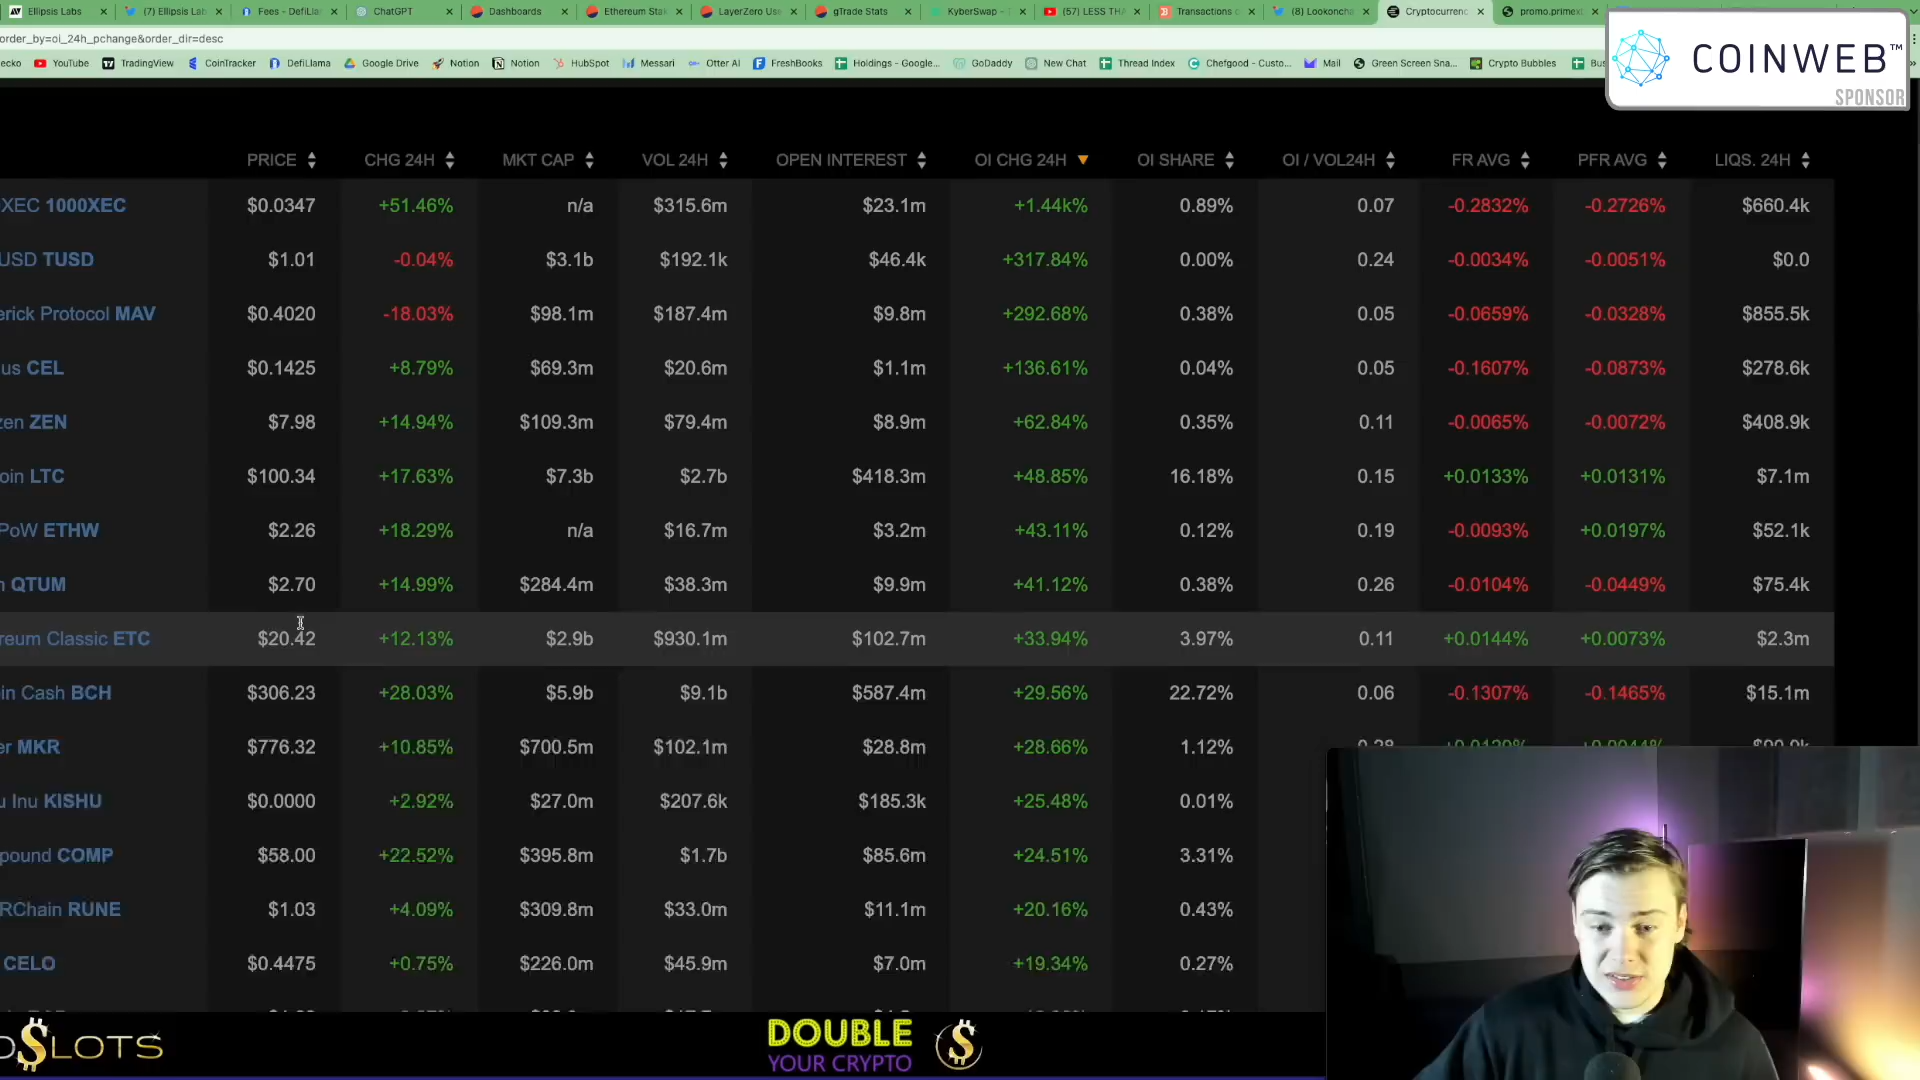 Ellipsis Labs
(7) Ellipsis Lab
Fees - DefiLla
ChatGPT
Dashboards
Ethereum Stak
LayerZero Use
gTrade Stats
KyberSwap -
(57) LESS THA
Transactions o
(8) Lookoncha
Cryptocurrenc
promo.primex
order_by=oi_24h_pchange&order_dir=desc
ecko
YouTube
TradingView
CoinTracker
DefiLlama
Google Drive
Notion
Notion
HubSpot
Messari
Otter AI
FreshBooks
Holdings - Google...
GoDaddy
New Chat
Thread Index
Chefgood - Custo...
Mail
Green Screen Sna...
Crypto Bubbles
Bus
COINWEB™
SPONSOR
PRICE CHG 24H MKT CAP VOL 24H OPEN INTEREST OI CHG 24H OI SHARE OI / VOL24H FR AVG PFR AVG LIQS. 24H
XEC 1000XEC $0.0347 +51.46% n/a $315.6m $23.1m +1.44k% 0.89% 0.07 -0.2832% -0.2726% $660.4k
USD TUSD $1.01 -0.04% $3.1b $192.1k $46.4k +317.84% 0.00% 0.24 -0.0034% -0.0051% $0.0
erick Protocol MAV $0.4020 -18.03% $98.1m $187.4m $9.8m +292.68% 0.38% 0.05 -0.0659% -0.0328% $855.5k
us CEL $0.1425 +8.79% $69.3m $20.6m $1.1m +136.61% 0.04% 0.05 -0.1607% -0.0873% $278.6k
zen ZEN $7.98 +14.94% $109.3m $79.4m $8.9m +62.84% 0.35% 0.11 -0.0065% -0.0072% $408.9k
oin LTC $100.34 +17.63% $7.3b $2.7b $418.3m +48.85% 16.18% 0.15 +0.0133% +0.0131% $7.1m
PoW ETHW $2.26 +18.29% n/a $16.7m $3.2m +43.11% 0.12% 0.19 -0.0093% +0.0197% $52.1k
QTUM $2.70 +14.99% $284.4m $38.3m $9.9m +41.12% 0.38% 0.26 -0.0104% -0.0449% $75.4k
reum Classic ETC $20.42 +12.13% $2.9b $930.1m $102.7m +33.94% 3.97% 0.11 +0.0144% +0.0073% $2.3m
in Cash BCH $306.23 +28.03% $5.9b $9.1b $587.4m +29.56% 22.72% 0.06 -0.1307% -0.1465% $15.1m
er MKR $776.32 +10.85% $700.5m $102.1m $28.8m +28.66% 1.12%
u Inu KISHU $0.0000 +2.92% $27.0m $207.6k $185.3k +25.48% 0.01%
pound COMP $58.00 +22.52% $395.8m $1.7b $85.6m +24.51% 3.31%
RChain RUNE $1.03 +4.09% $309.8m $33.0m $11.1m +20.16% 0.43%
CELO $0.4475 +0.75% $226.0m $45.9m $7.0m +19.34% 0.27%
D$LOTS
DOUBLE
YOUR CRYPTO